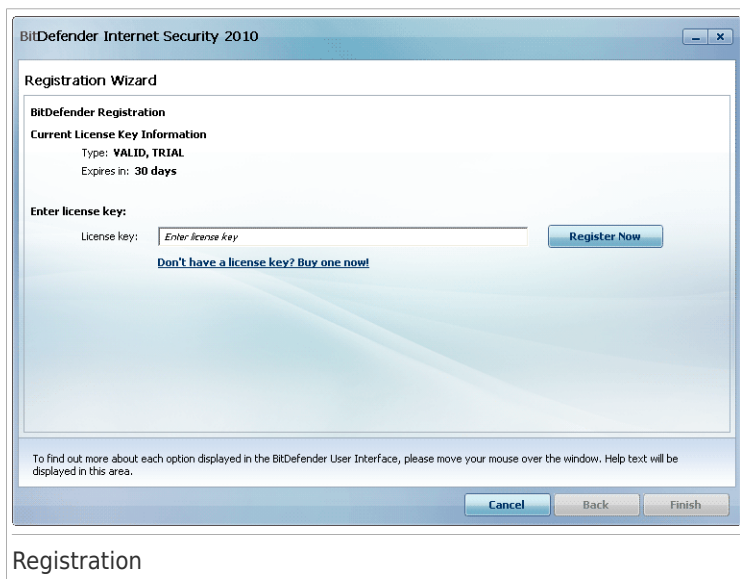 BitDefender Internet Security 2010
Registration Wizard
BitDefender Registration
Current License Key Information
Type: VALID, TRIAL
Expires in: 30 days
Enter license key:
License key: Enter license key Register Now
Don't have a license key? Buy one now!
To find out more about each option displayed in the BitDefender User Interface, please move your mouse over the window. Help text will be
displayed in this area.
Cancel Back Finish
Registration